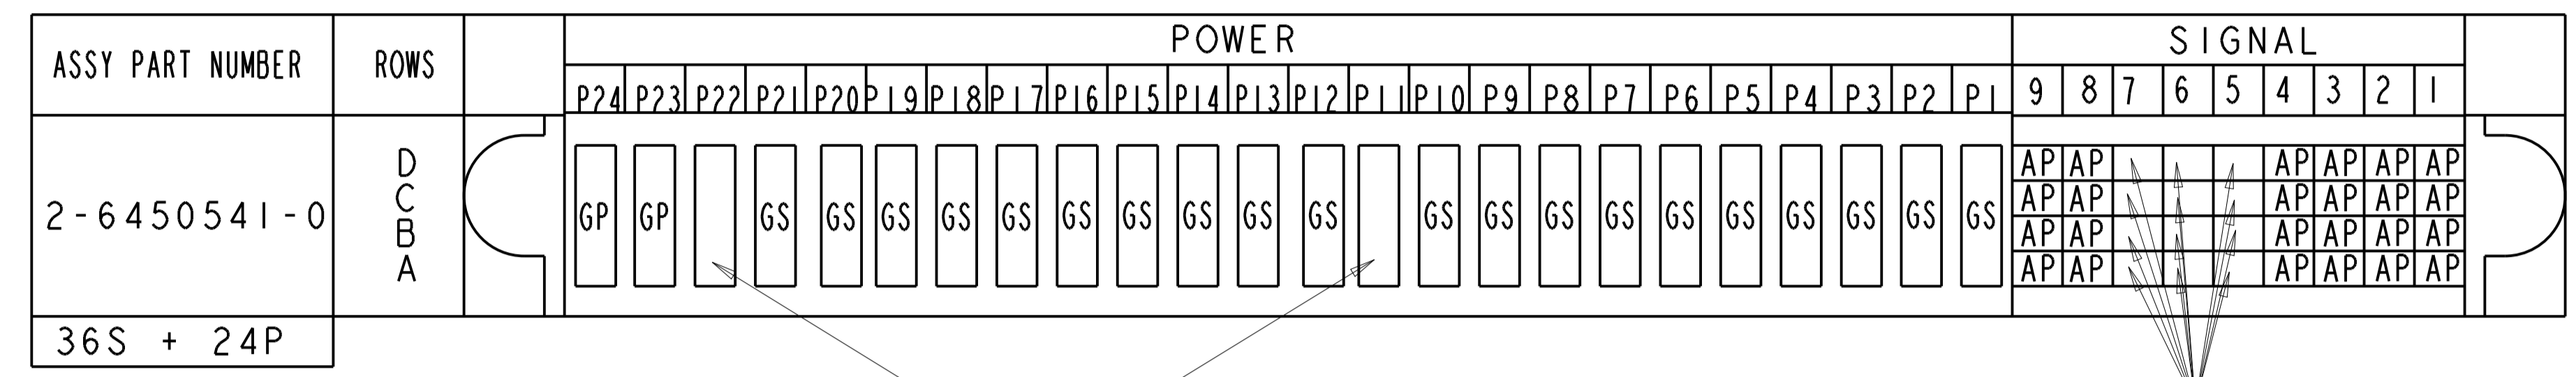 POWER SIGNAL
ASSY PART NUMBER ROWS
P24 P23 P22 P21 P20 P19 P18 P17 P16 P15 P14 P13 P12 P11 P10 P9 P8 P7 P6 P5 P4 P3 P2 P1 9 8 7 6 5 4 3 2 1
D AP AP AP AP AP AP
C AP AP AP AP AP AP
2-6450541-0 GP GP GS GS GS GS GS GS GS GS GS GS GS GS GS GS GS GS GS GS GS GS
B AP AP AP AP AP AP
A AP AP AP AP AP AP
36S + 24P